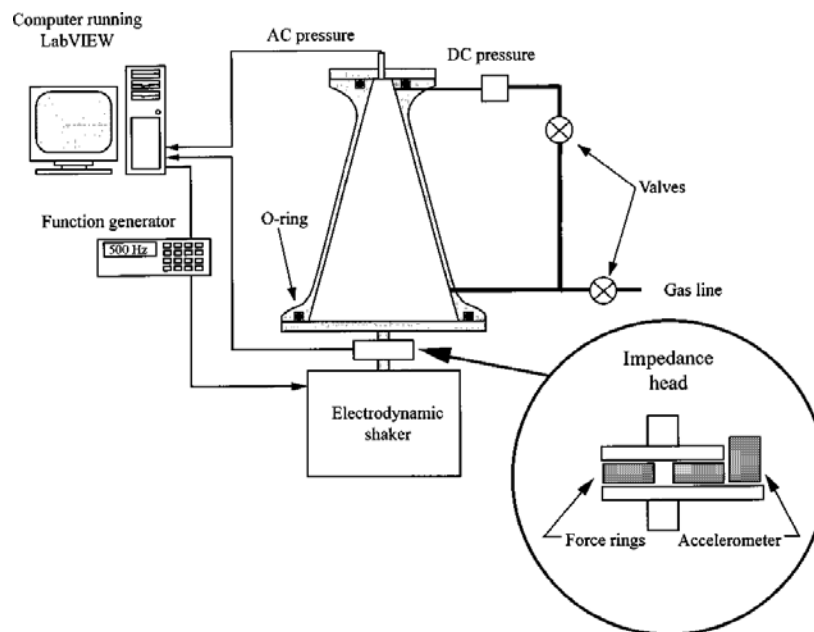 Computer running
LabVIEW
AC pressure
DC pressure
Valves
Function generator
500 Hz
O-ring
Gas line
Impedance
head
Electrodynamic
shaker
Force rings
Accelerometer